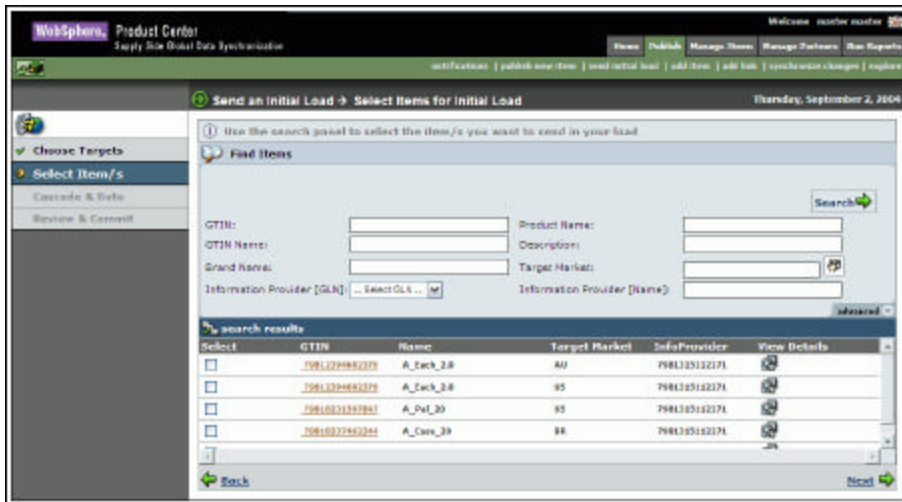 WebSphere. Product Center
Supply Side Global Data Synchronization
Welcome master master
Home Publish Manage Items Manage Partners Run Reports
notifications | publish new item | send initial load | add item | add link | synchronize changes | explore
Send an Initial Load → Select Items for Initial Load
Thursday, September 2, 2004
Use the search panel to select the item/s you want to send in your load
Choose Targets
Select Item/s
Cascade & Date
Review & Commit
Find Items
Search
GTIN:
Product Name:
GTIN Name:
Description:
Brand Name:
Target Market:
Information Provider [GLN]: .. Select GLN ..
Information Provider [Name]:
advanced
search results
Select GTIN Name Target Market InfoProvider View Details
A_Each_2.0 AU
A_Each_2.0
A_Pal_20
A_Case_20 BR
Back
Next